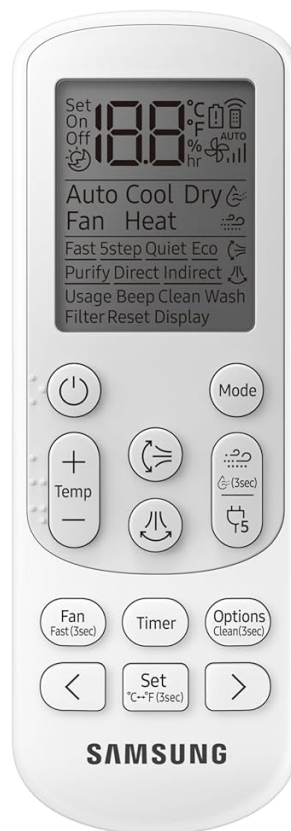 Set
On
Off
18.8
°C
°F
%
hr
AUTO
Auto Cool Dry
Fan Heat
Fast 5step Quiet Eco
Purify Direct Indirect
Usage Beep Clean Wash
Filter Reset Display
Mode
+
Temp
−
(3sec)
5
Fan
Fast(3sec)
Timer
Options
Clean(3sec)
<
Set
°C↔°F (3sec)
>
SAMSUNG